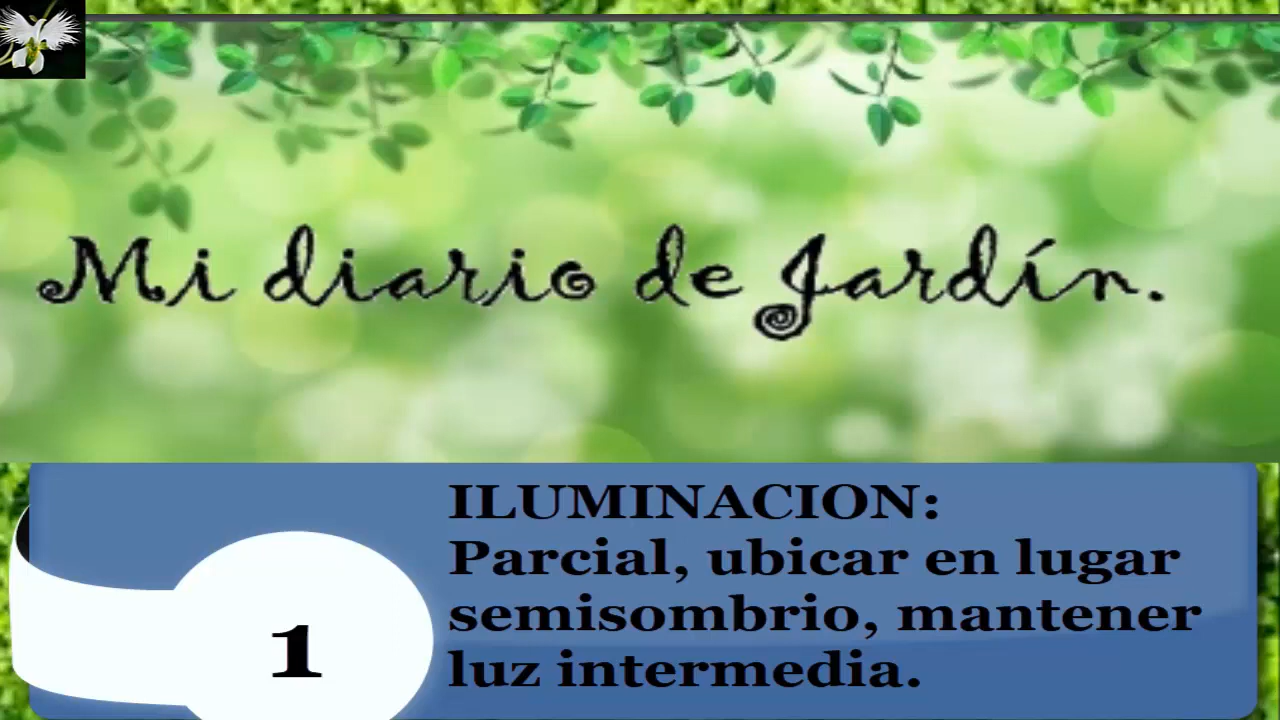 Mi diario de Jardín.
ILUMINACION:
Parcial, ubicar en lugar
semisombrio, mantener
luz intermedia.
1